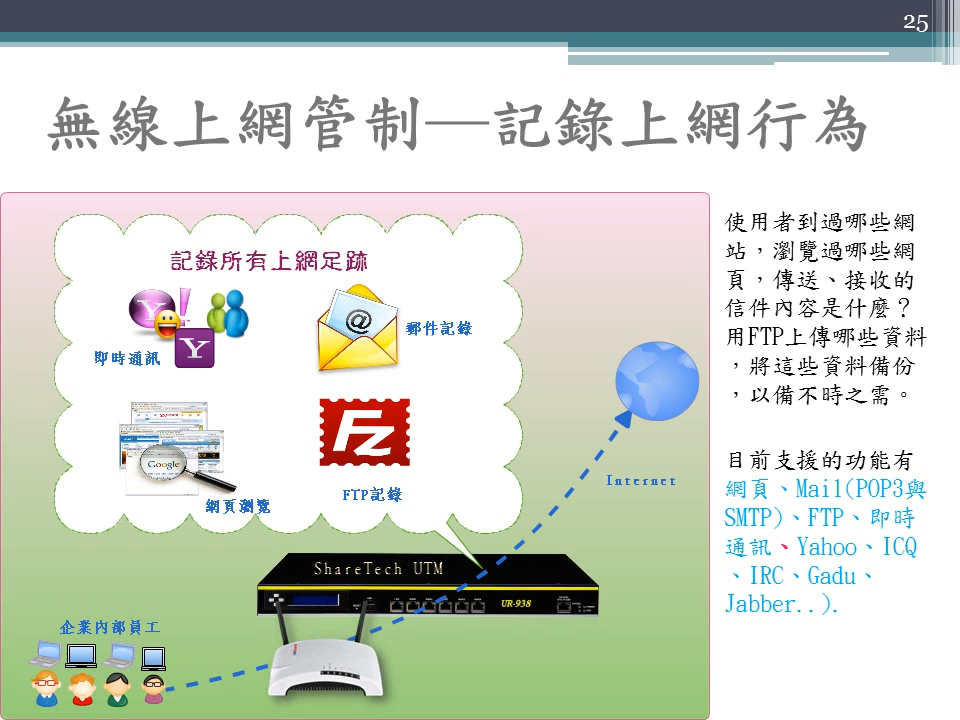 25
無線上網管制—記錄上網行為
記錄所有上網足跡
即時通訊
郵件記錄
Google
網頁瀏覽
FTP記錄
Internet
ShareTech UTM
UR-938
企業內部員工
使用者到過哪些網
站，瀏覽過哪些網
頁，傳送、接收的
信件內容是什麼？
用FTP上傳哪些資料
，將這些資料備份
，以備不時之需。
目前支援的功能有
網頁、Mail(POP3與
SMTP)、FTP、即時
通訊、Yahoo、ICQ
、IRC、Gadu、
Jabber..).